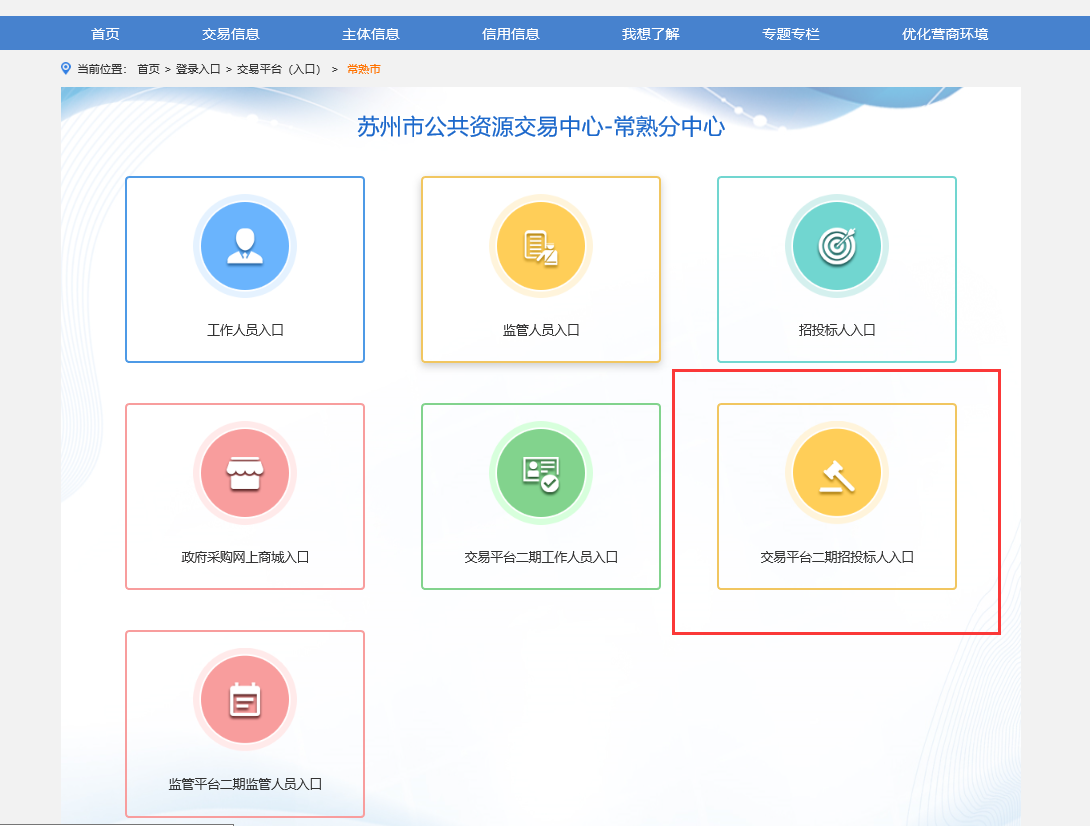 首页 交易信息 主体信息 信用信息 我想了解 专题专栏 优化营商环境
当前位置： 首页 > 登录入口 > 交易平台（入口） > 常熟市
苏州市公共资源交易中心-常熟分中心
工作人员入口 监管人员入口 招投标人入口
政府采购网上商城入口 交易平台二期工作人员入口 交易平台二期招投标人入口
监管平台二期监管人员入口